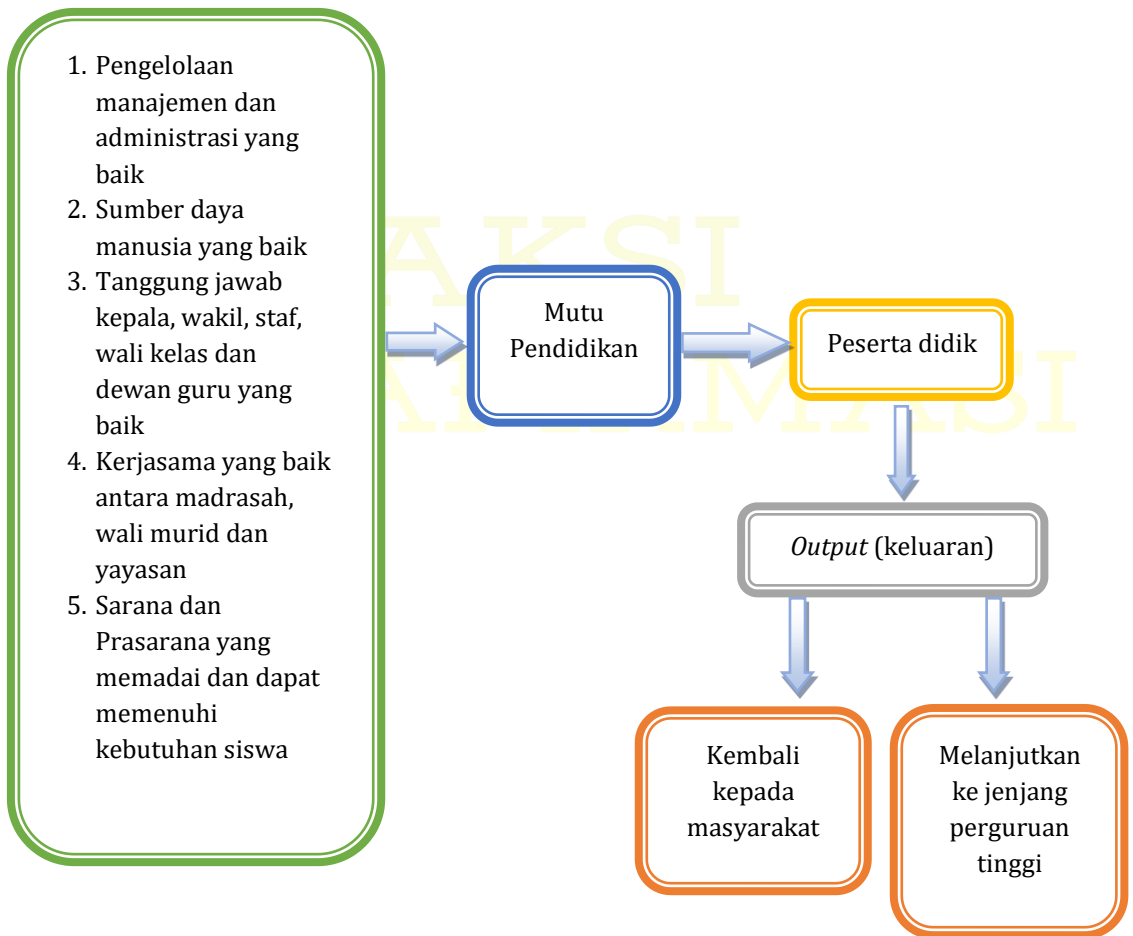 1. Pengelolaan
manajemen dan
administrasi yang
baik
2. Sumber daya
manusia yang baik
3. Tanggung jawab
kepala, wakil, staf,
wali kelas dan
dewan guru yang
baik
4. Kerjasama yang baik
antara madrasah,
wali murid dan
yayasan
5. Sarana dan
Prasarana yang
memadai dan dapat
memenuhi
kebutuhan siswa
Mutu
Pendidikan
Peserta didik
Output (keluaran)
Kembali
kepada
masyarakat
Melanjutkan
ke jenjang
perguruan
tinggi
AKSI